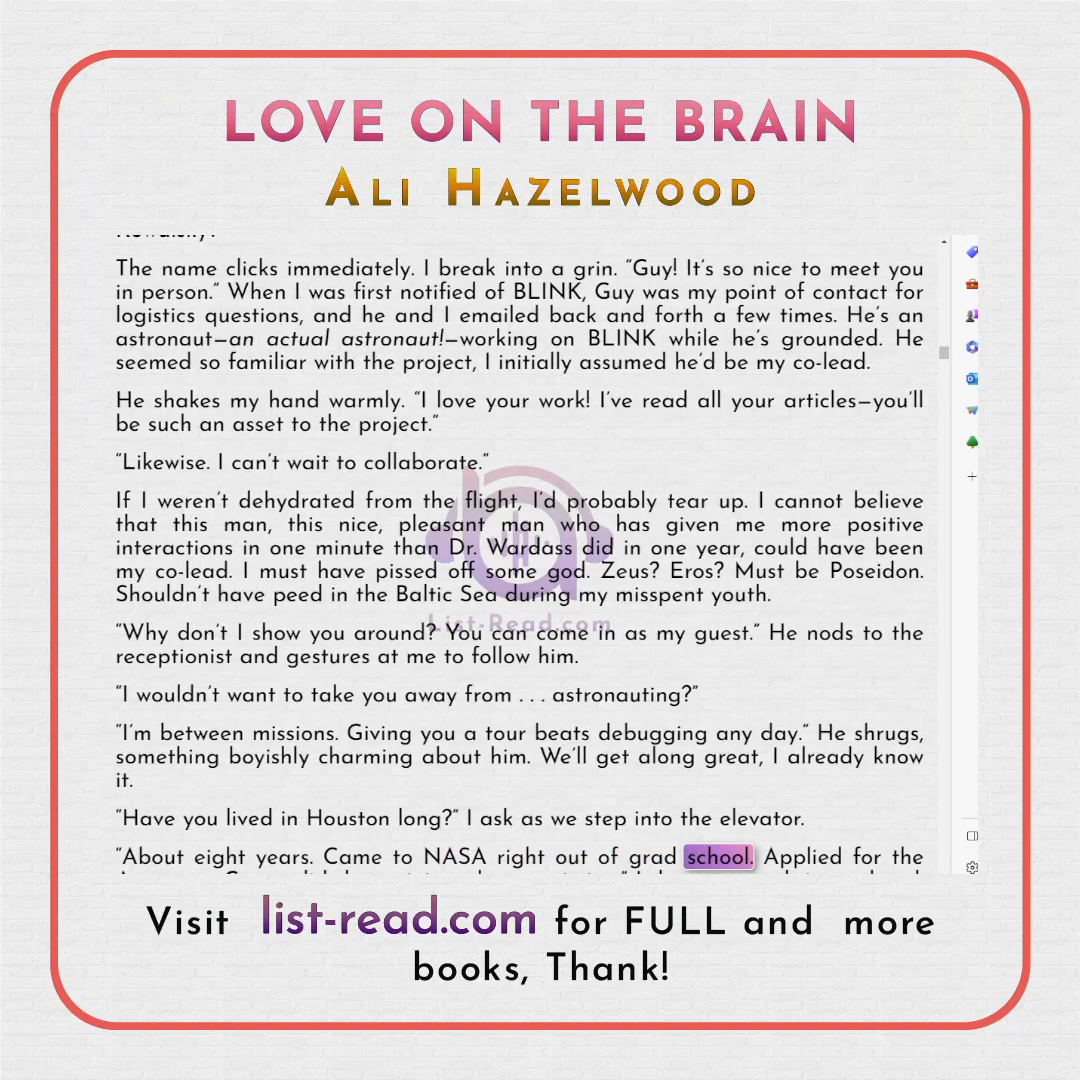 LOVE ON THE BRAIN
ALI HAZELWOOD
The name clicks immediately. I break into a grin. “Guy! It’s so nice to meet you
in person.” When I was first notified of BLINK, Guy was my point of contact for
logistics questions, and he and I emailed back and forth a few times. He’s an
astronaut—an actual astronaut!—working on BLINK while he’s grounded. He
seemed so familiar with the project, I initially assumed he’d be my co-lead.
He shakes my hand warmly. “I love your work! I’ve read all your articles—you’ll
be such an asset to the project.”
“Likewise. I can’t wait to collaborate.”
If I weren’t dehydrated from the flight, I’d probably tear up. I cannot believe
that this man, this nice, pleasant man who has given me more positive
interactions in one minute than Dr. Wardass did in one year, could have been
my co-lead. I must have pissed off some god. Zeus? Eros? Must be Poseidon.
Shouldn’t have peed in the Baltic Sea during my misspent youth.
List-Read.com
“Why don’t I show you around? You can come in as my guest.” He nods to the
receptionist and gestures at me to follow him.
“I wouldn’t want to take you away from . . . astronauting?”
“I’m between missions. Giving you a tour beats debugging any day.” He shrugs,
something boyishly charming about him. We’ll get along great, I already know
it.
“Have you lived in Houston long?” I ask as we step into the elevator.
“About eight years. Came to NASA right out of grad school. Applied for the
Visit list-read.com for FULL and more
books, Thank!